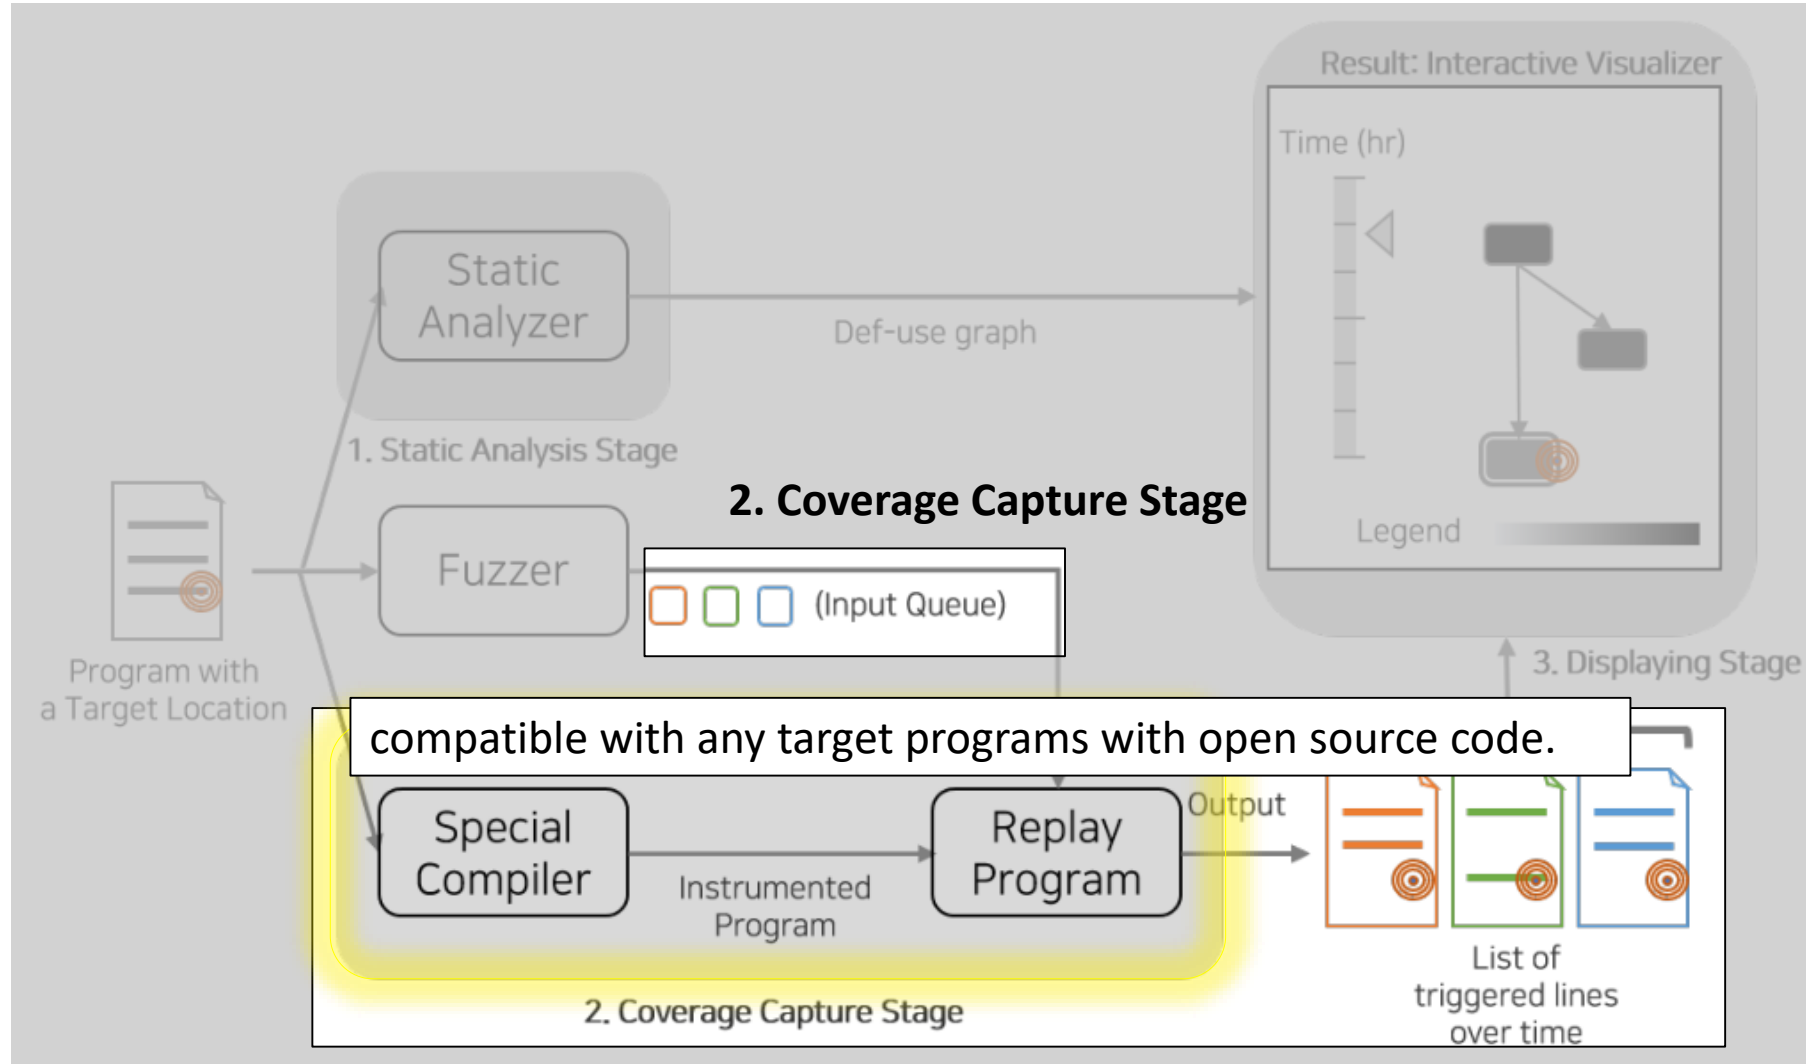 Result: Interactive Visualizer
Time (hr)
Static
Analyzer
Def-use graph
1. Static Analysis Stage
2. Coverage Capture Stage
Legend
Fuzzer
(Input Queue)
Program with
a Target Location
3. Displaying Stage
compatible with any target programs with open source code.
Special
Compiler
Instrumented
Program
Replay
Program
Output
List of
triggered lines
over time
2. Coverage Capture Stage